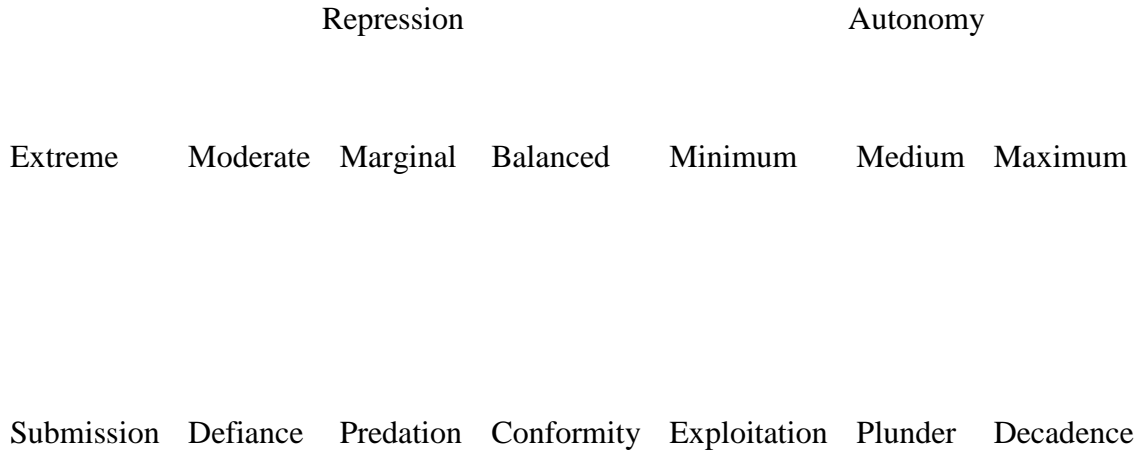 Repression Autonomy
Extreme Moderate Marginal Balanced Minimum Medium Maximum
Submission Defiance Predation Conformity Exploitation Plunder Decadence